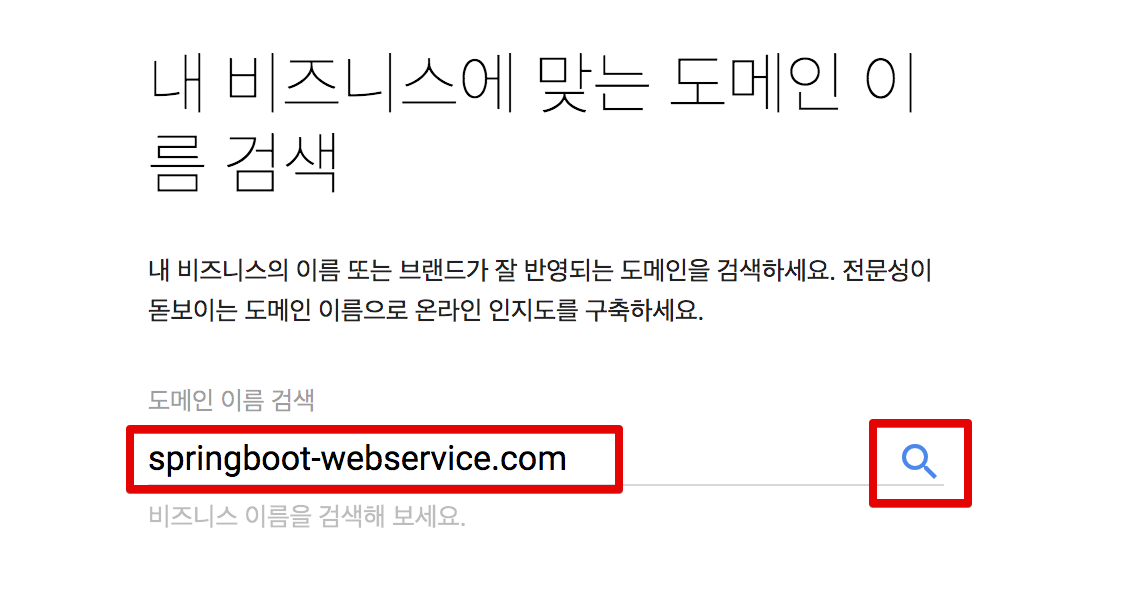 내 비즈니스에 맞는 도메인 이
름 검색
내 비즈니스의 이름 또는 브랜드가 잘 반영되는 도메인을 검색하세요. 전문성이
돋보이는 도메인 이름으로 온라인 인지도를 구축하세요.
도메인 이름 검색
springboot-webservice.com
비즈니스 이름을 검색해 보세요.